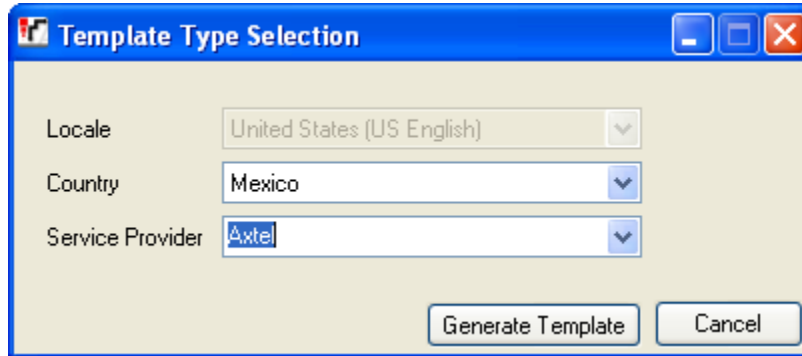 Template Type Selection
Locale United States (US English)
Country Mexico
Service Provider Axtel
Generate Template Cancel